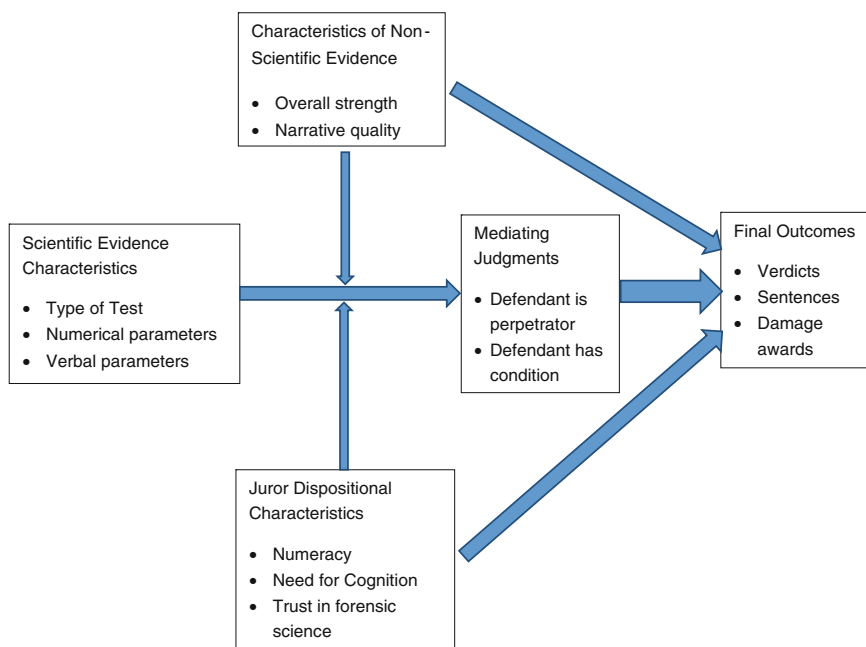 Characteristics of Non-
Scientific Evidence
• Overall strength
• Narrative quality
Scientific Evidence
Characteristics
• Type of Test
• Numerical parameters
• Verbal parameters
Mediating
Judgments
• Defendant is
perpetrator
• Defendant has
condition
Final Outcomes
• Verdicts
• Sentences
• Damage
awards
Juror Dispositional
Characteristics
• Numeracy
• Need for Cognition
• Trust in forensic
science